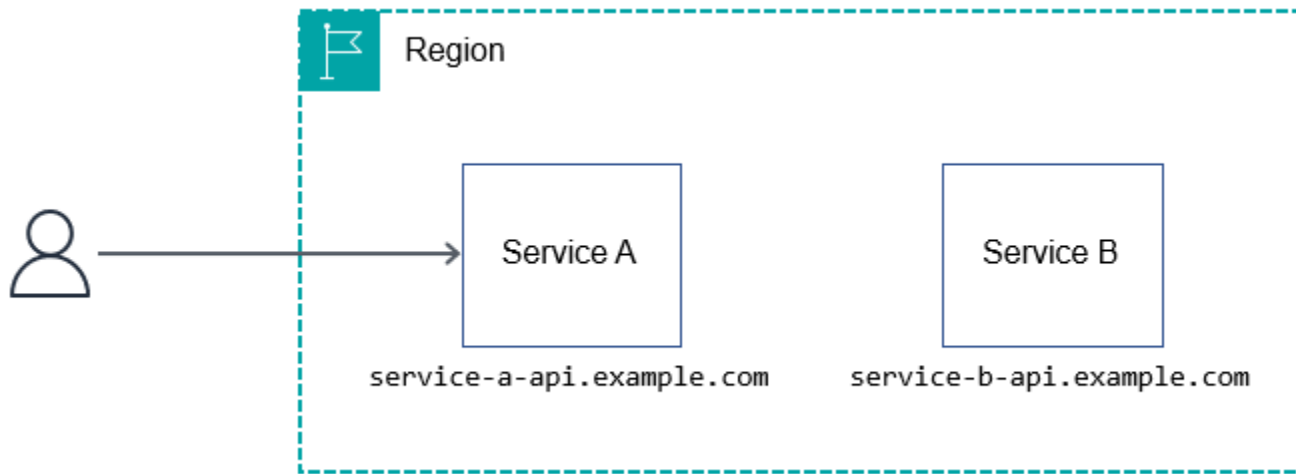 Region
Service A
Service B
service-a-api.example.com
service-b-api.example.com